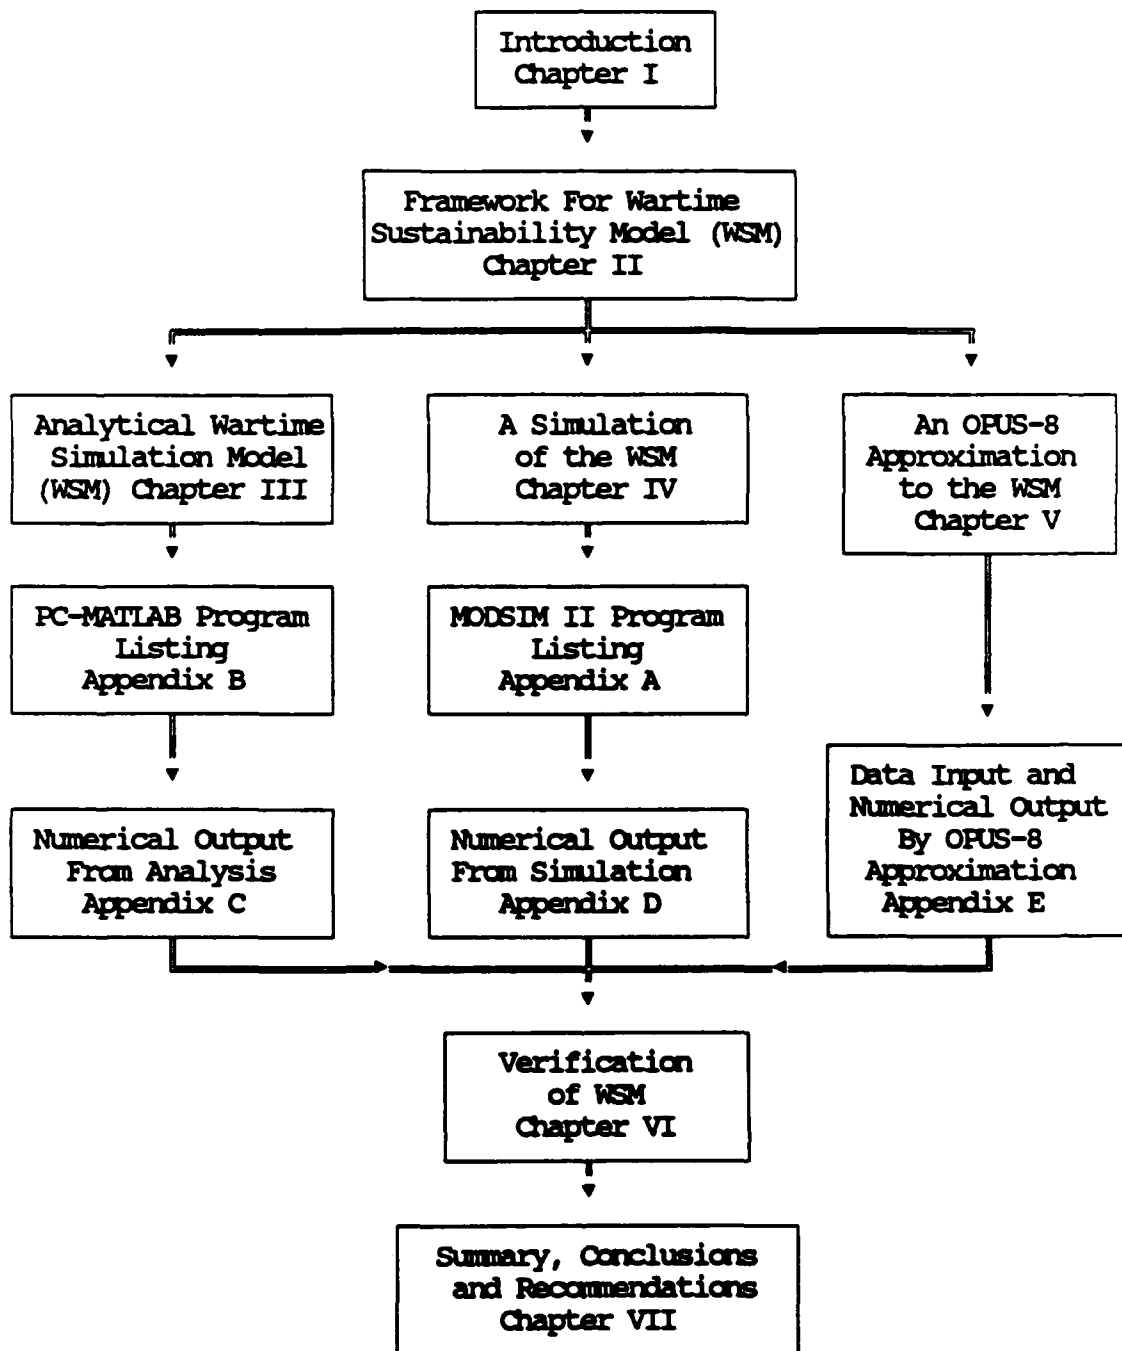 Introduction
Chapter I
Framework For Wartime
Sustainability Model (WSM)
Chapter II
Analytical Wartime
Simulation Model
(WSM) Chapter III
A Simulation
of the WSM
Chapter IV
An OPUS-8
Approximation
to the WSM
Chapter V
PC-MATLAB Program
Listing
Appendix B
MODSIM II Program
Listing
Appendix A
Data Input and
Numerical Output
By OPUS-8
Approximation
Appendix E
Numerical Output
From Analysis
Appendix C
Numerical Output
From Simulation
Appendix D
Verification
of WSM
Chapter VI
Summary, Conclusions
and Recommendations
Chapter VII